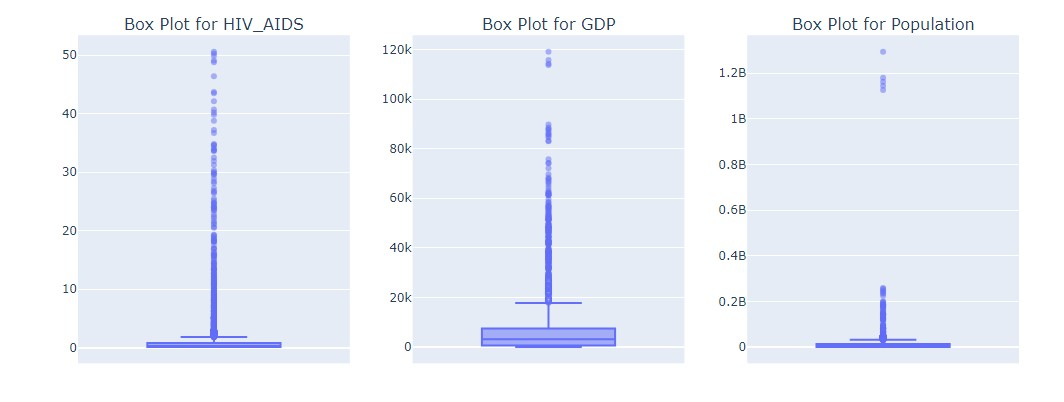 Box Plot for HIV_AIDS
50
40
30
20
10
0
Box Plot for GDP
120k
100k
80k
60k
40k
20k
0
Box Plot for Population
1.2B
1B
0.8B
0.6B
0.4B
0.2B
0